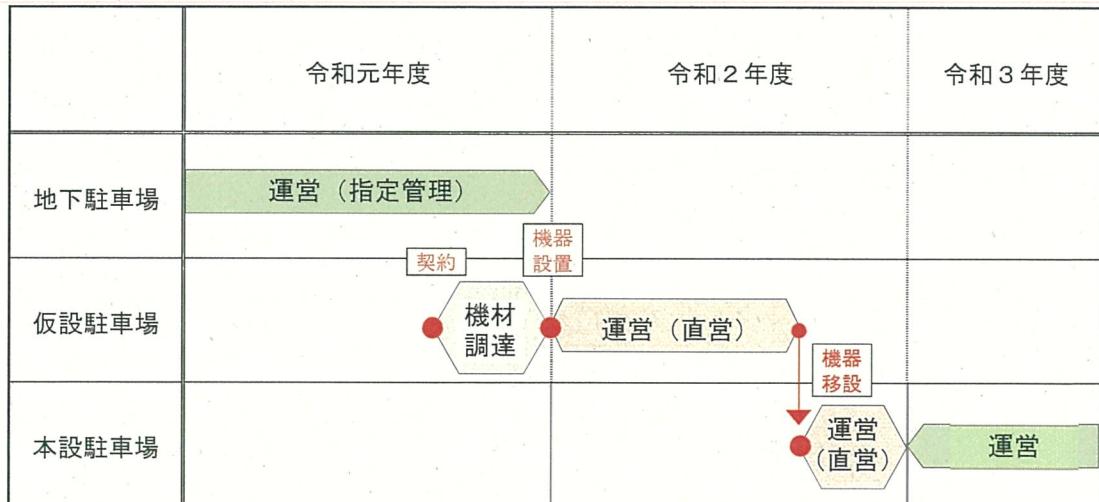 令和元年度
令和２年度
令和３年度
地下駐車場
運営（指定管理）
契約
機器
設置
仮設駐車場
機材
調達
運営（直営）
機器
移設
本設駐車場
運営
(直営)
運営